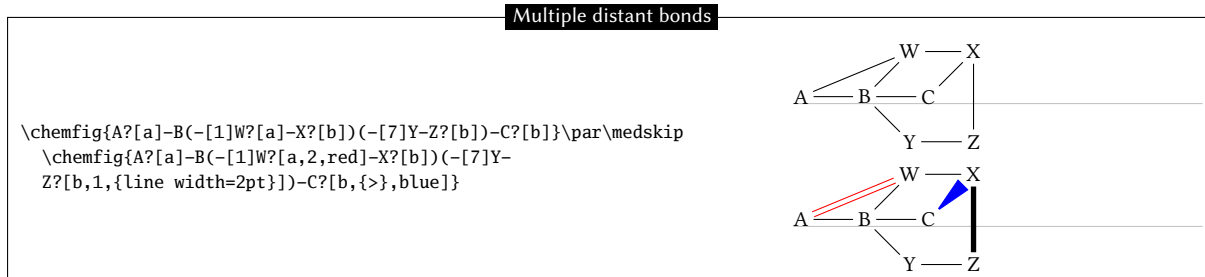 Multiple distant bonds
\chemfig{A?[a]-B(-[1]W?[a]-X?[b])(-[7]Y-Z?[b])-C?[b]}\par\medskip
\chemfig{A?[a]-B(-[1]W?[a,2,red]-X?[b])(-[7]Y-
Z?[b,1,{line width=2pt}])-C?[b,{>},blue]}
W X
A B C
Y Z
W X
A B C
Y Z